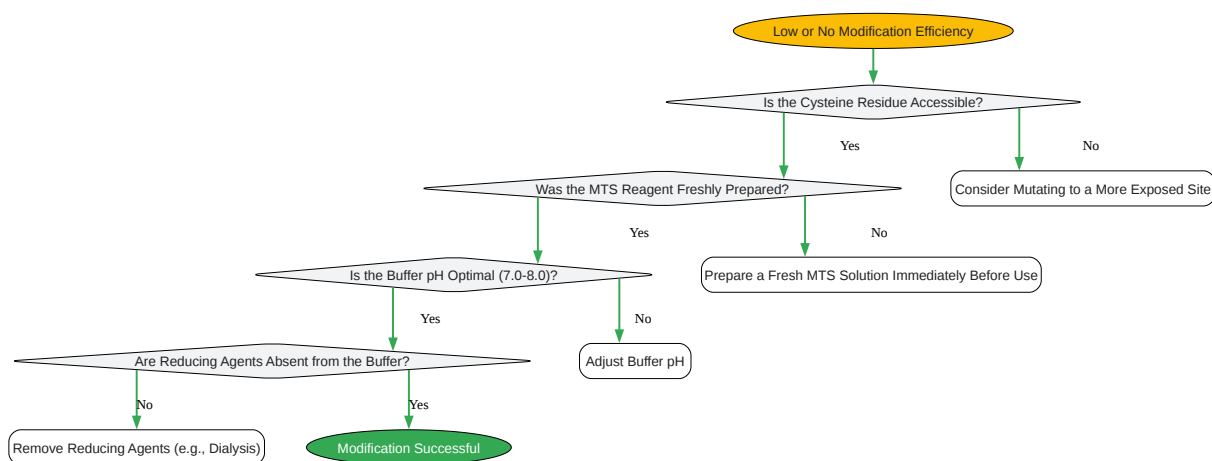 Low or No Modification Efficiency
Is the Cysteine Residue Accessible?
Yes
No
Was the MTS Reagent Freshly Prepared?
Consider Mutating to a More Exposed Site
Yes
No
Is the Buffer pH Optimal (7.0-8.0)?
Prepare a Fresh MTS Solution Immediately Before Use
Yes
No
Are Reducing Agents Absent from the Buffer?
Adjust Buffer pH
No
Yes
Remove Reducing Agents (e.g., Dialysis)
Modification Successful